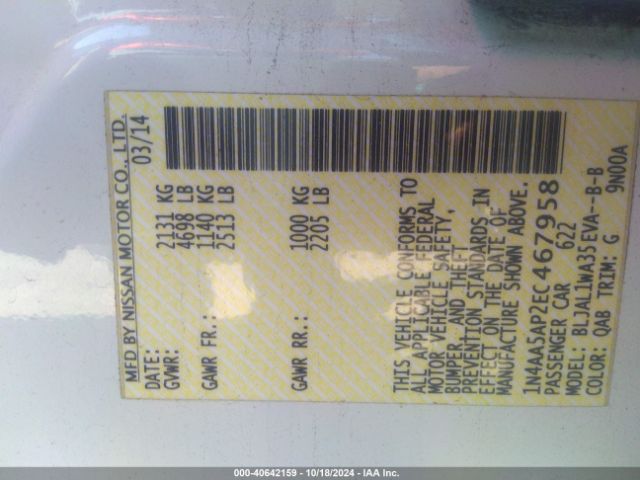 MFD BY NISSAN MOTOR CO., LTD.
DATE: 03/14
GVWR: 2131 KG
4698 LB
GAWR FR.: 1140 KG
2513 LB
GAWR RR.: 1000 KG
2205 LB
THIS VEHICLE CONFORMS TO
ALL APPLICABLE FEDERAL
MOTOR VEHICLE SAFETY,
BUMPER, AND THEFT
PREVENTION STANDARDS IN
EFFECT ON THE DATE OF
MANUFACTURE SHOWN ABOVE.
1N4AA5AP2EC467958
PASSENGER CAR 622
MODEL: BLJALIWA35EVA--B-B
COLOR: QAB TRIM: G 9N00A
000-40642159 - 10/18/2024 - IAA Inc.